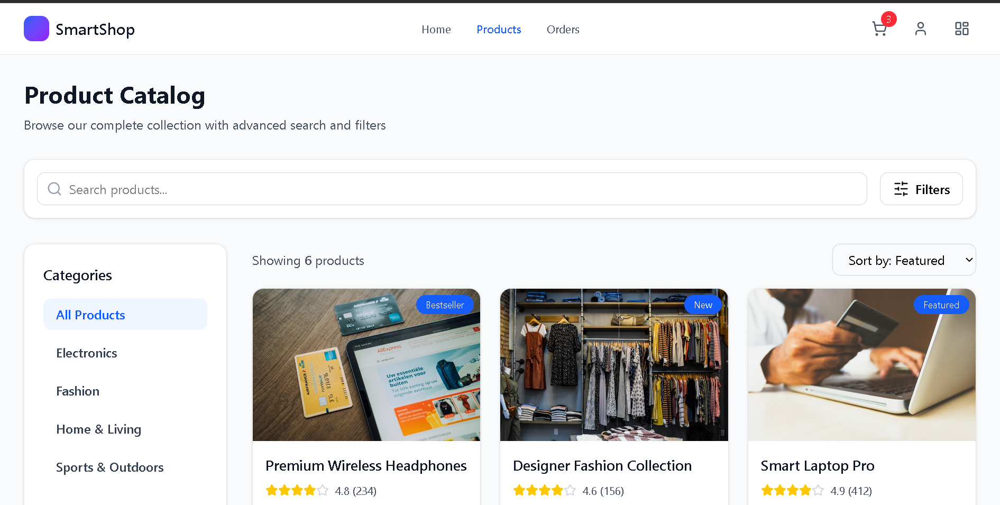 SmartShop
Home
Products
Orders
3
Product Catalog
Browse our complete collection with advanced search and filters
Search products...
Filters
Categories
All Products
Electronics
Fashion
Home & Living
Sports & Outdoors
Showing 6 products
Sort by: Featured
Bestseller
AIRFRANCE KLM
AliExpress
Uw essentiële
artikelen voor
buiten
Tot 50% korting op uw
volgende avontuur
Premium Wireless Headphones
4.8 (234)
New
Designer Fashion Collection
4.6 (156)
Featured
Smart Laptop Pro
4.9 (412)